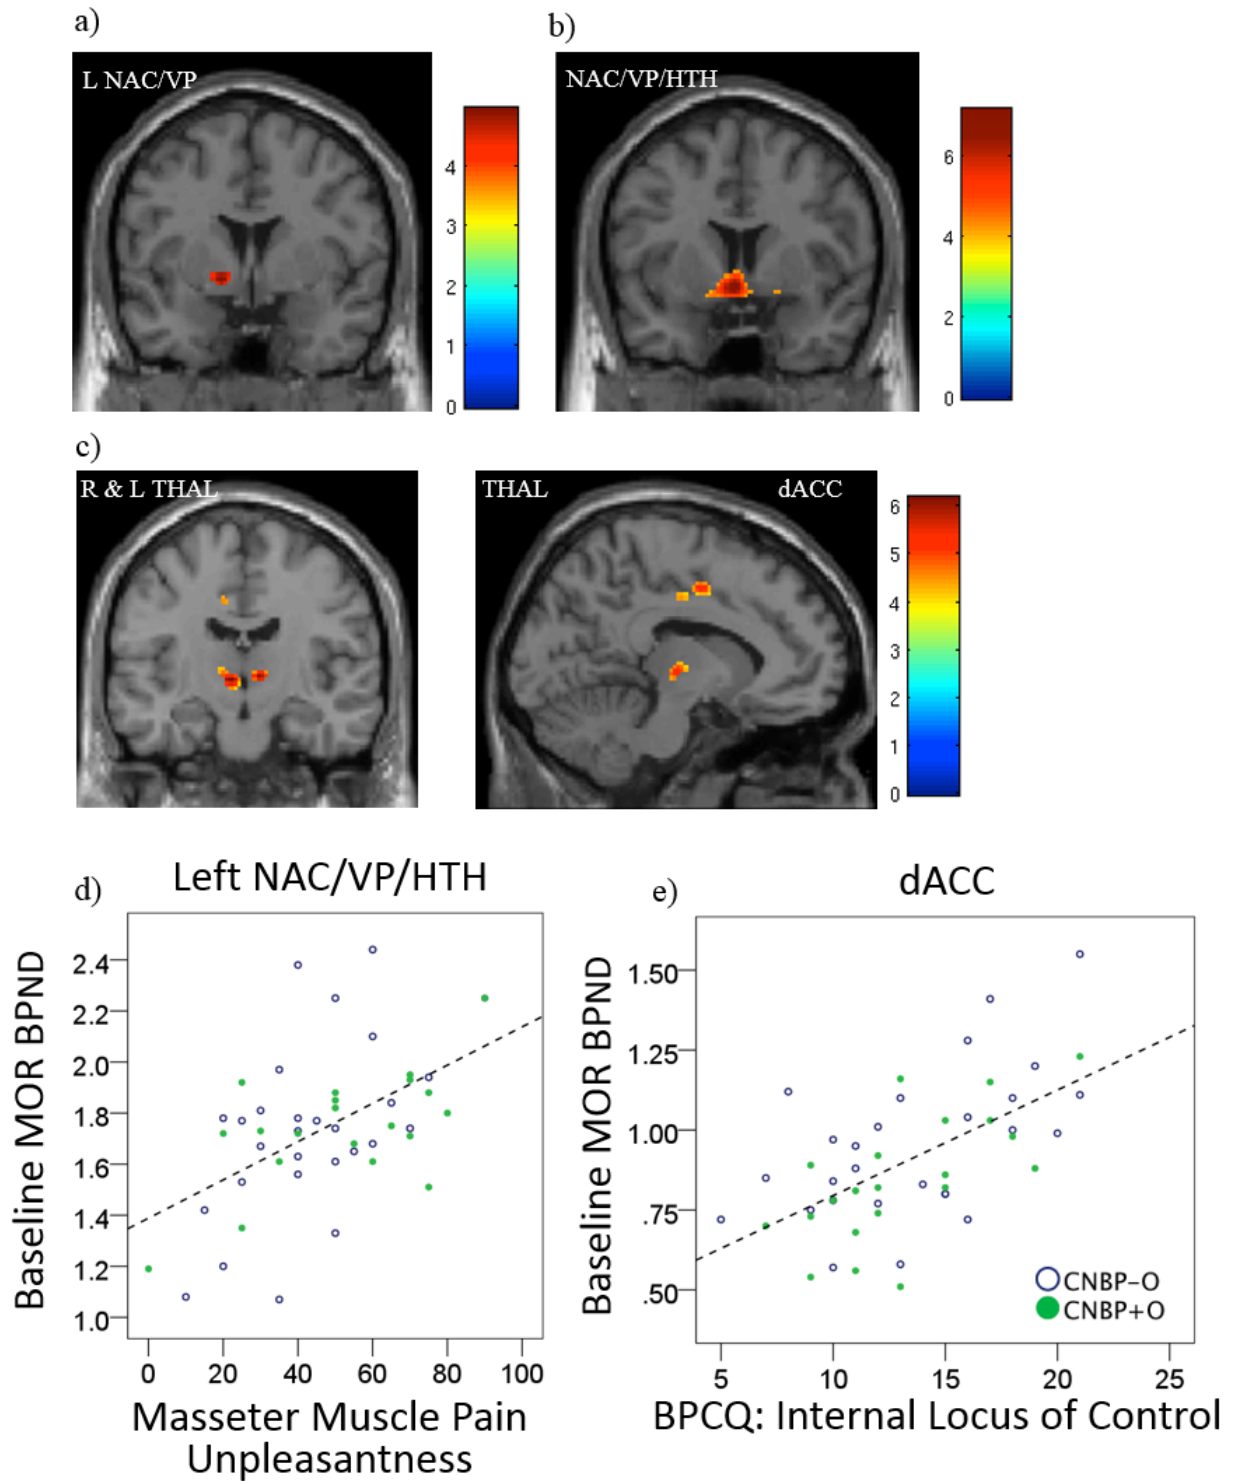 a)
L NAC/VP
4
3
2
1
0
b)
NAC/VP/HTH
6
4
2
0
c)
R & L THAL
THAL
dACC
6
5
4
3
2
1
0
d)
Left NAC/VP/HTH
Baseline MOR BPND
2.4
2.2
2.0
1.8
1.6
1.4
1.2
1.0
0
20
40
60
80
100
Masseter Muscle Pain
Unpleasantness
e)
dACC
Baseline MOR BPND
1.50
1.25
1.00
.75
.50
CNBP-O
CNBP+O
5
10
15
20
25
BPCQ: Internal Locus of Control